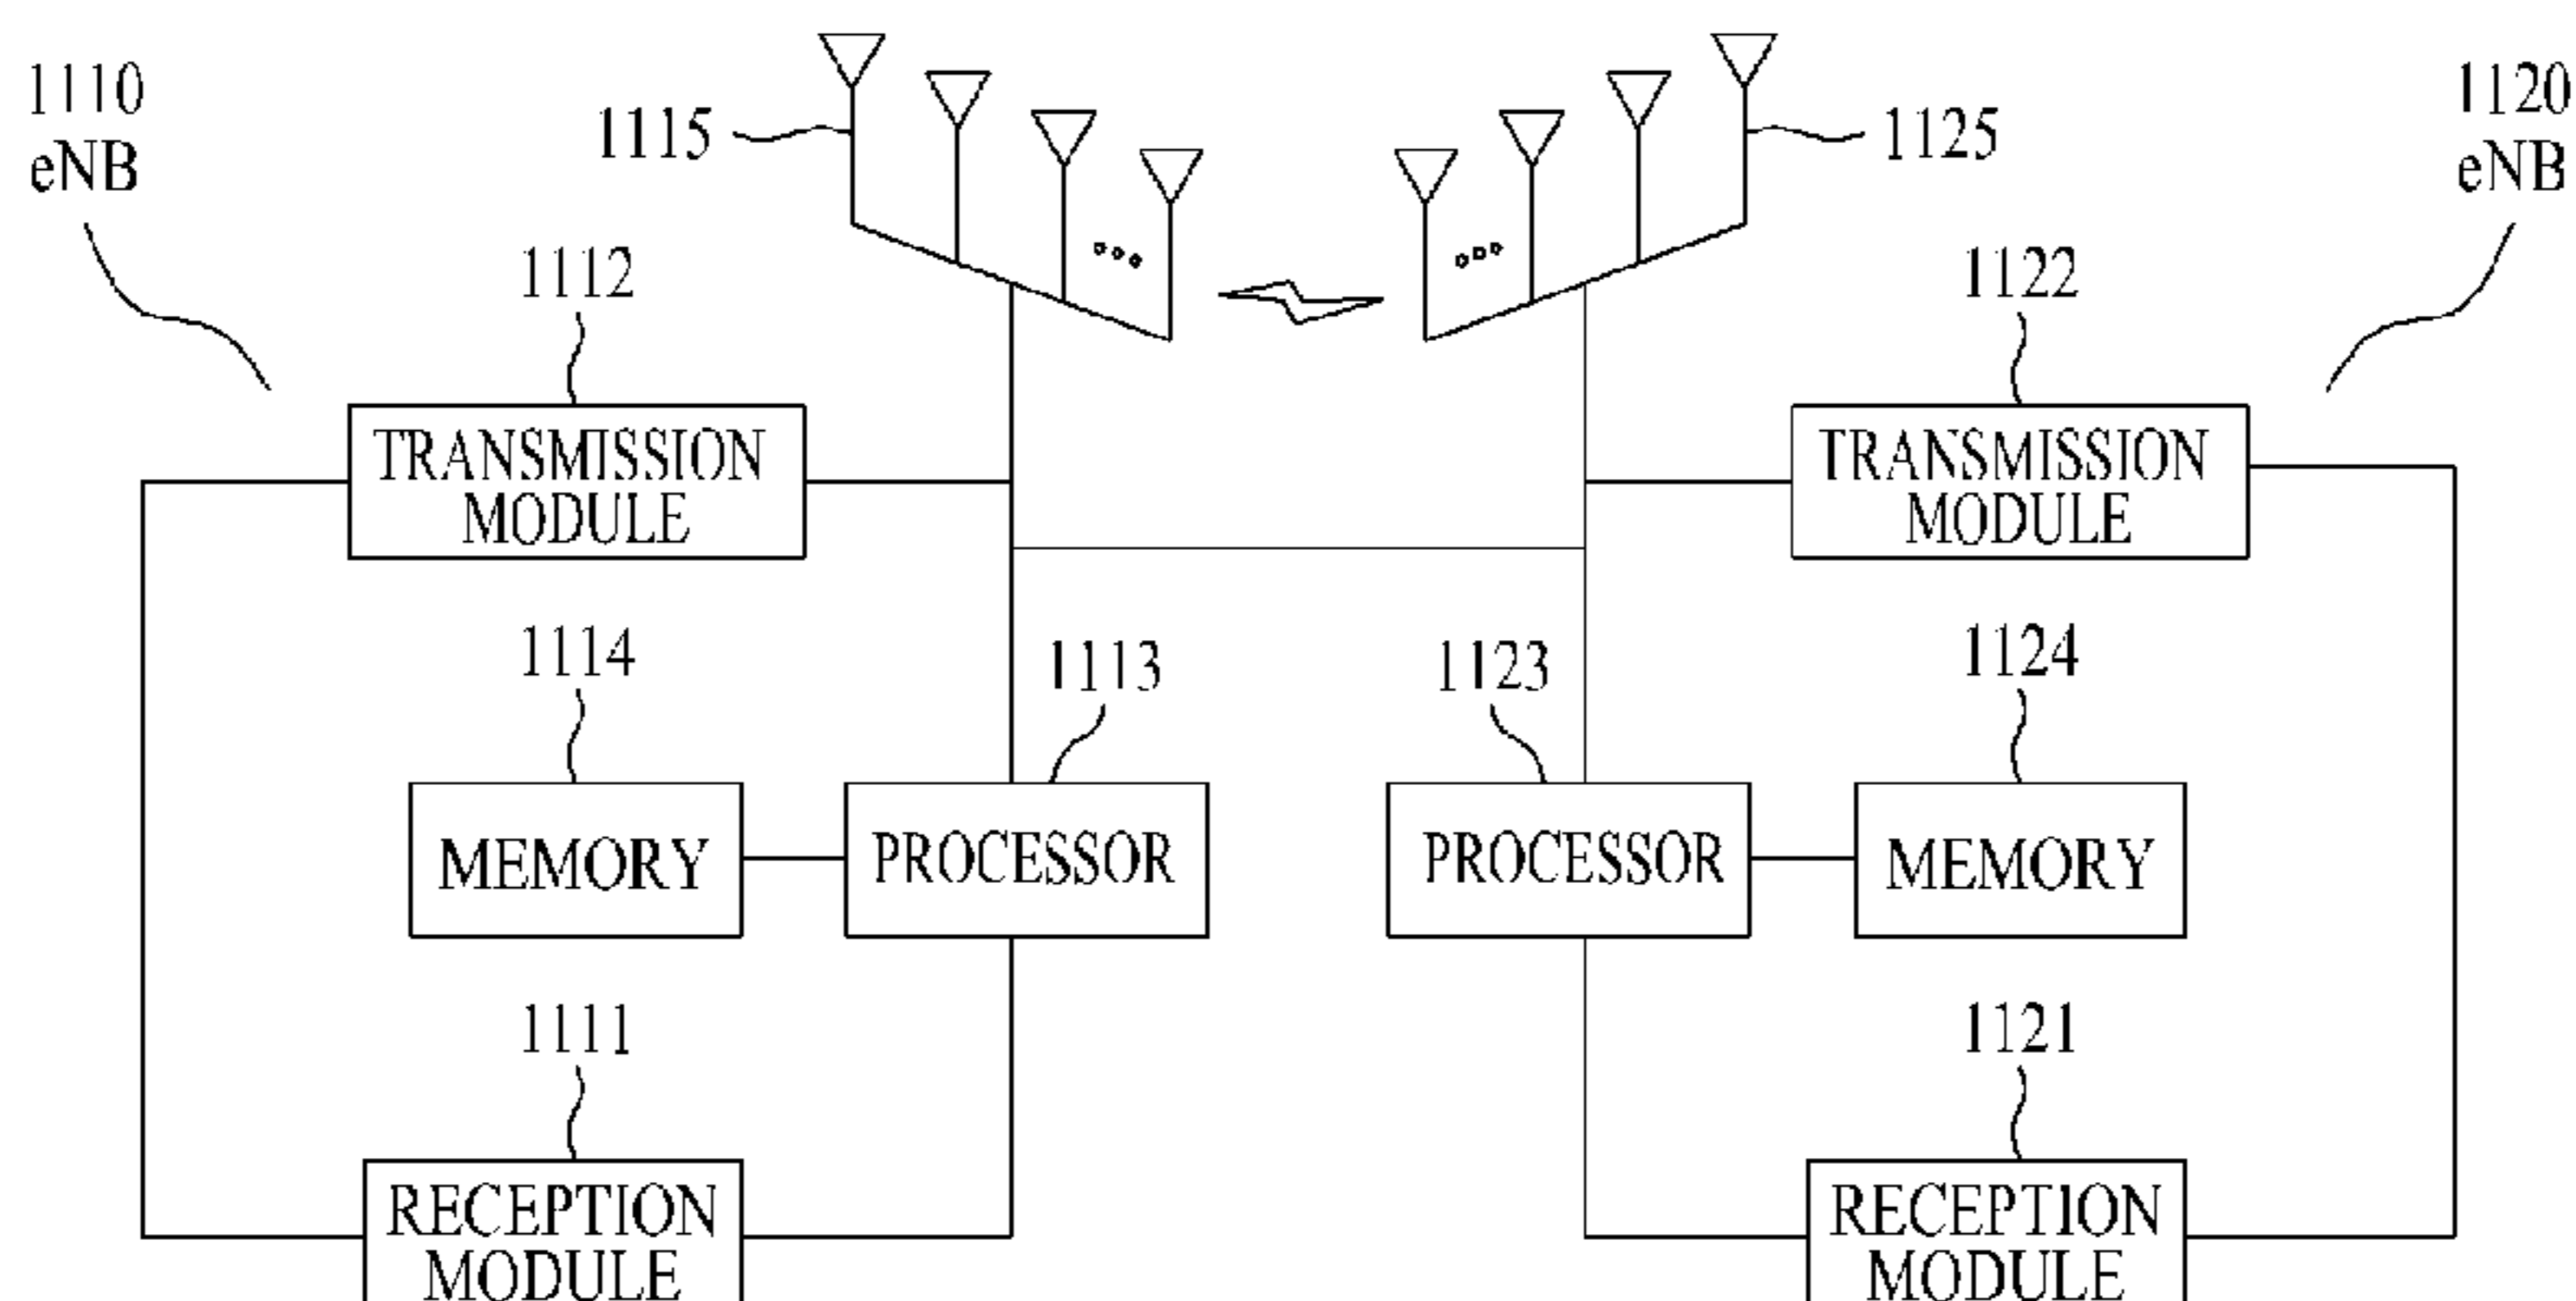 1110
eNB
1115
1125
1120
eNB
1112
1122
TRANSMISSION
MODULE
TRANSMISSION
MODULE
1114
1113
1123
1124
MEMORY
PROCESSOR
PROCESSOR
MEMORY
1111
1121
RECEPTION
MODULE
RECEPTION
MODULE